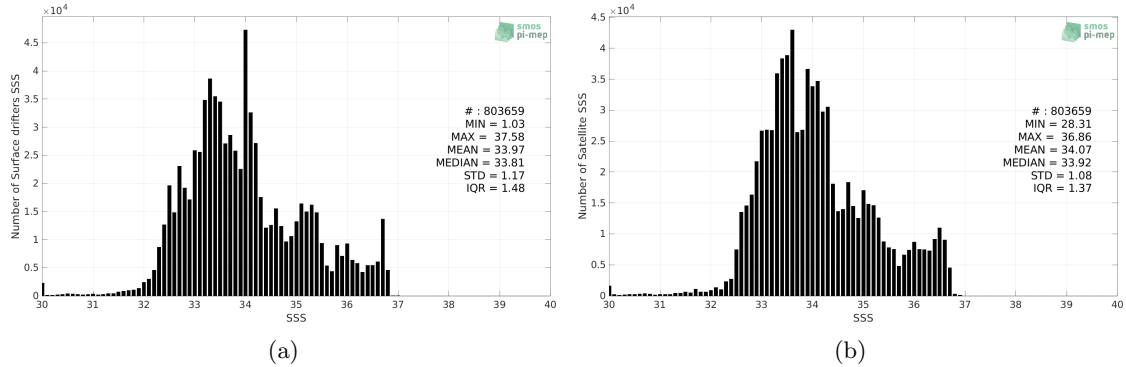 ×10⁴
Number of Surface drifters SSS
4.5
4
3.5
3
2.5
2
1.5
1
0.5
0
30 31 32 33 34 35 36 37 38 39 40
SSS
smos
pi-mep
# : 803659
MIN = 1.03
MAX = 37.58
MEAN = 33.97
MEDIAN = 33.81
STD = 1.17
IQR = 1.48
(a)
×10⁴
Number of Satellite SSS
4.5
4
3.5
3
2.5
2
1.5
1
0.5
0
30 31 32 33 34 35 36 37 38 39 40
SSS
smos
pi-mep
# : 803659
MIN = 28.31
MAX = 36.86
MEAN = 34.07
MEDIAN = 33.92
STD = 1.08
IQR = 1.37
(b)